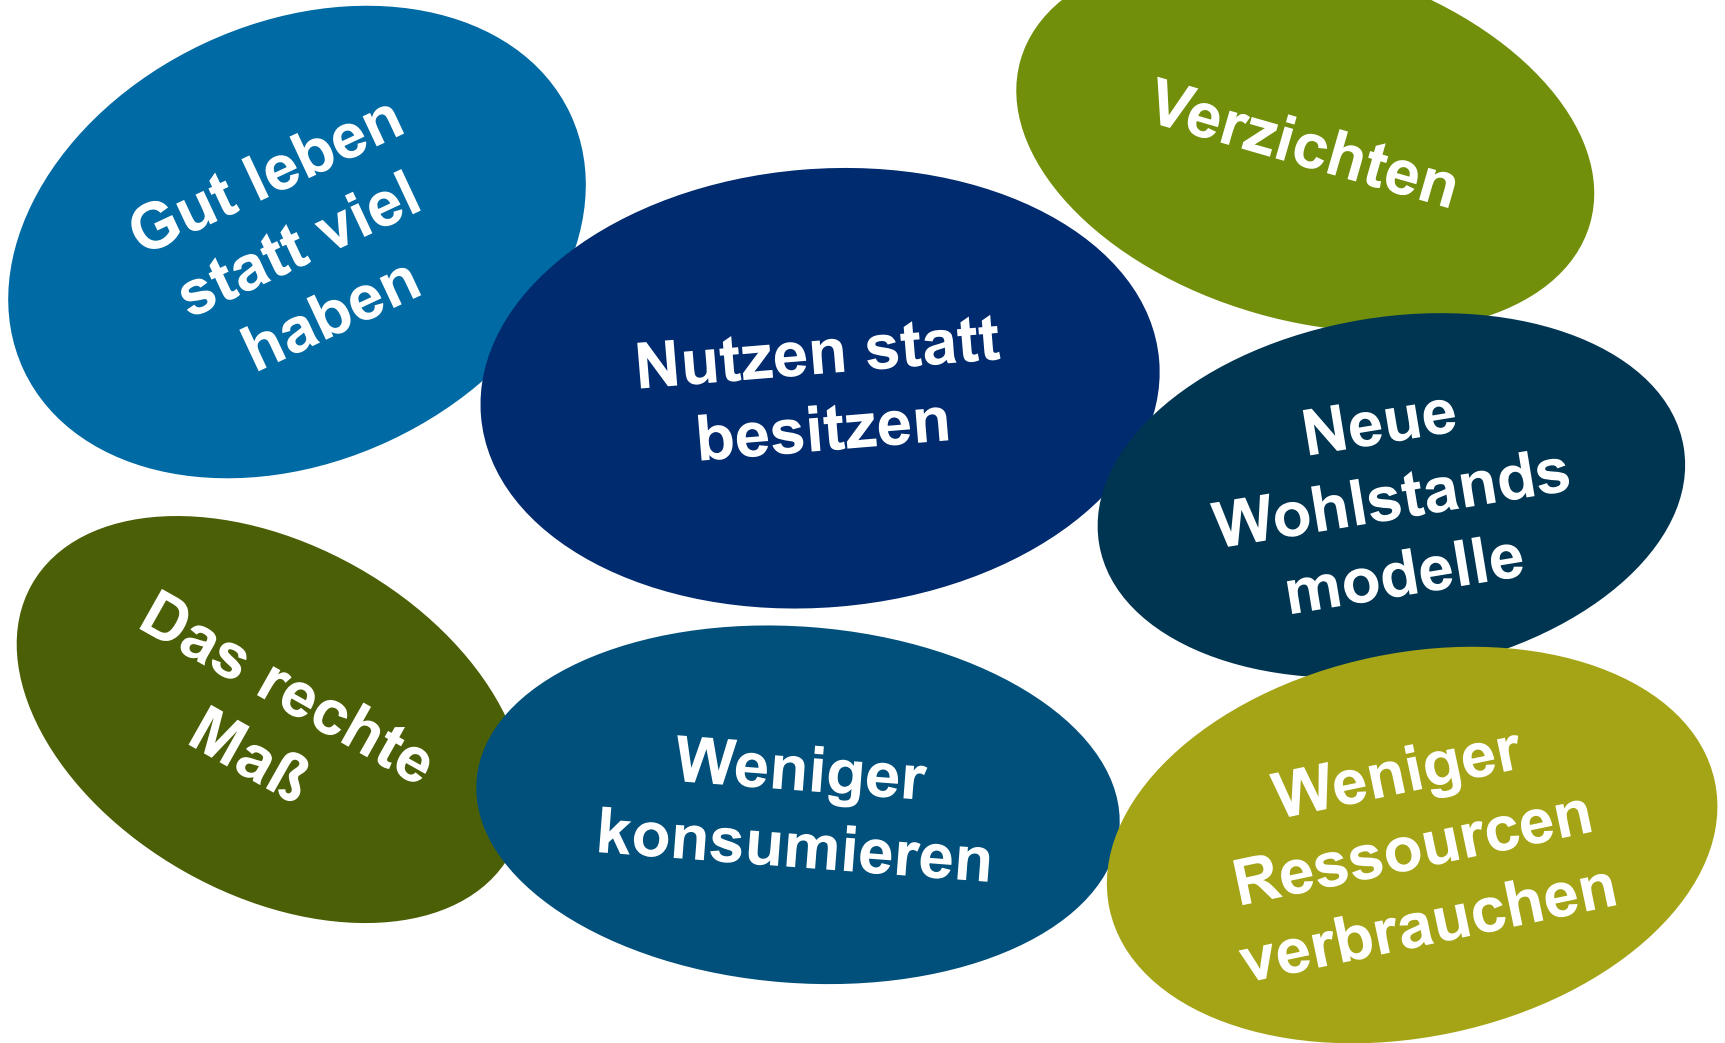 Gut leben
statt viel
haben
Verzichten
Nutzen statt
besitzen
Neue
Wohlstands
modelle
Das rechte
Maß
Weniger
konsumieren
Weniger
Ressourcen
verbrauchen